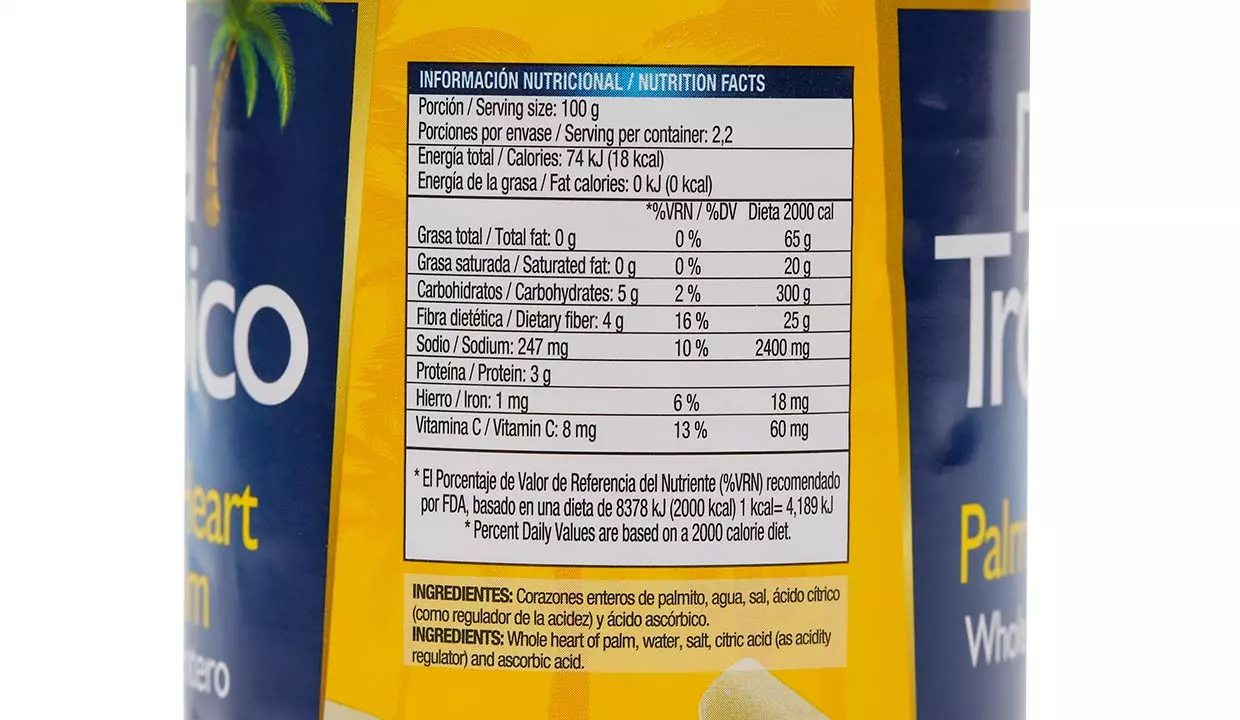 INFORMACIÓN NUTRICIONAL / NUTRITION FACTS
Porción / Serving size: 100 g
Porciones por envase / Serving per container: 2,2
Energía total / Calories: 74 kJ (18 kcal)
Energía de la grasa / Fat calories: 0 kJ (0 kcal)
*%VRN / %DV Dieta 2000 cal
Grasa total / Total fat: 0 g 0 % 65 g
Grasa saturada / Saturated fat: 0 g 0 % 20 g
Carbohidratos / Carbohydrates: 5 g 2 % 300 g
Fibra dietética / Dietary fiber: 4 g 16 % 25 g
Sodio / Sodium: 247 mg 10 % 2400 mg
Proteína / Protein: 3 g
Hierro / Iron: 1 mg 6 % 18 mg
Vitamina C / Vitamin C: 8 mg 13 % 60 mg
* El Porcentaje de Valor de Referencia del Nutriente (%VRN) recomendado
por FDA, basado en una dieta de 8378 kJ (2000 kcal) 1 kcal= 4,189 kJ
* Percent Daily Values are based on a 2000 calorie diet.
INGREDIENTES: Corazones enteros de palmito, agua, sal, ácido cítrico
(como regulador de la acidez) y ácido ascórbico.
INGREDIENTS: Whole heart of palm, water, salt, citric acid (as acidity
regulator) and ascorbic acid.
ico
Heart
Tro
Palm
Whole